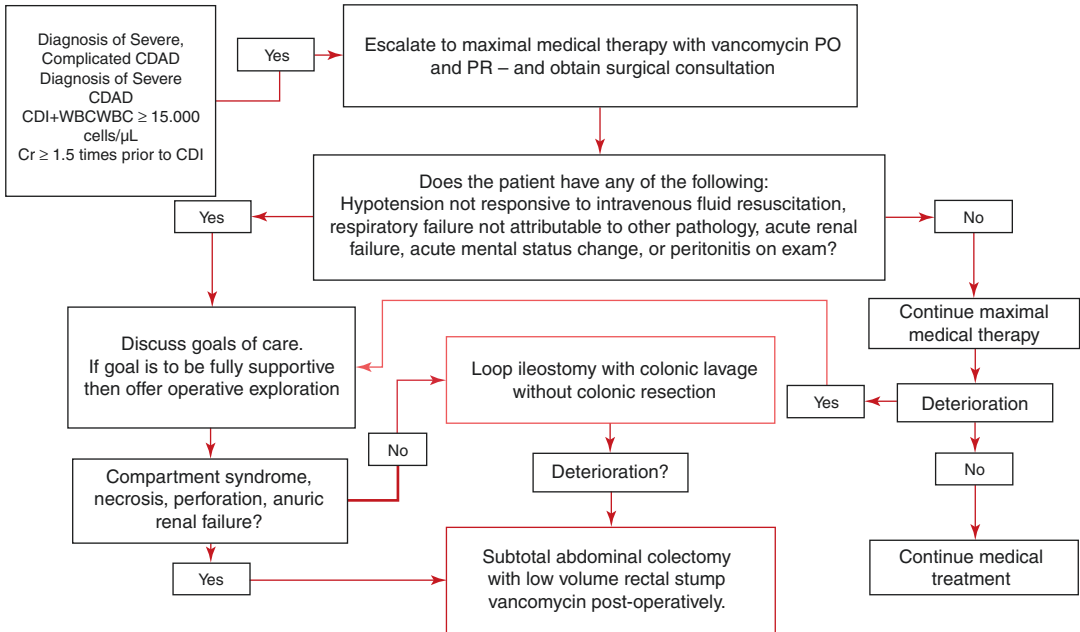 Diagnosis of Severe,
Complicated CDAD
Diagnosis of Severe
CDAD
CDI+WBCWBC ≥ 15.000
cells/µL
Cr ≥ 1.5 times prior to CDI
Yes
Escalate to maximal medical therapy with vancomycin PO
and PR – and obtain surgical consultation
Does the patient have any of the following:
Hypotension not responsive to intravenous fluid resuscitation,
respiratory failure not attributable to other pathology, acute renal
failure, acute mental status change, or peritonitis on exam?
Yes
No
Discuss goals of care.
If goal is to be fully supportive
then offer operative exploration
Continue maximal
medical therapy
Loop ileostomy with colonic lavage
without colonic resection
Yes
Deterioration
No
Compartment syndrome,
necrosis, perforation, anuric
renal failure?
Deterioration?
No
Yes
Subtotal abdominal colectomy
with low volume rectal stump
vancomycin post-operatively.
Continue medical
treatment